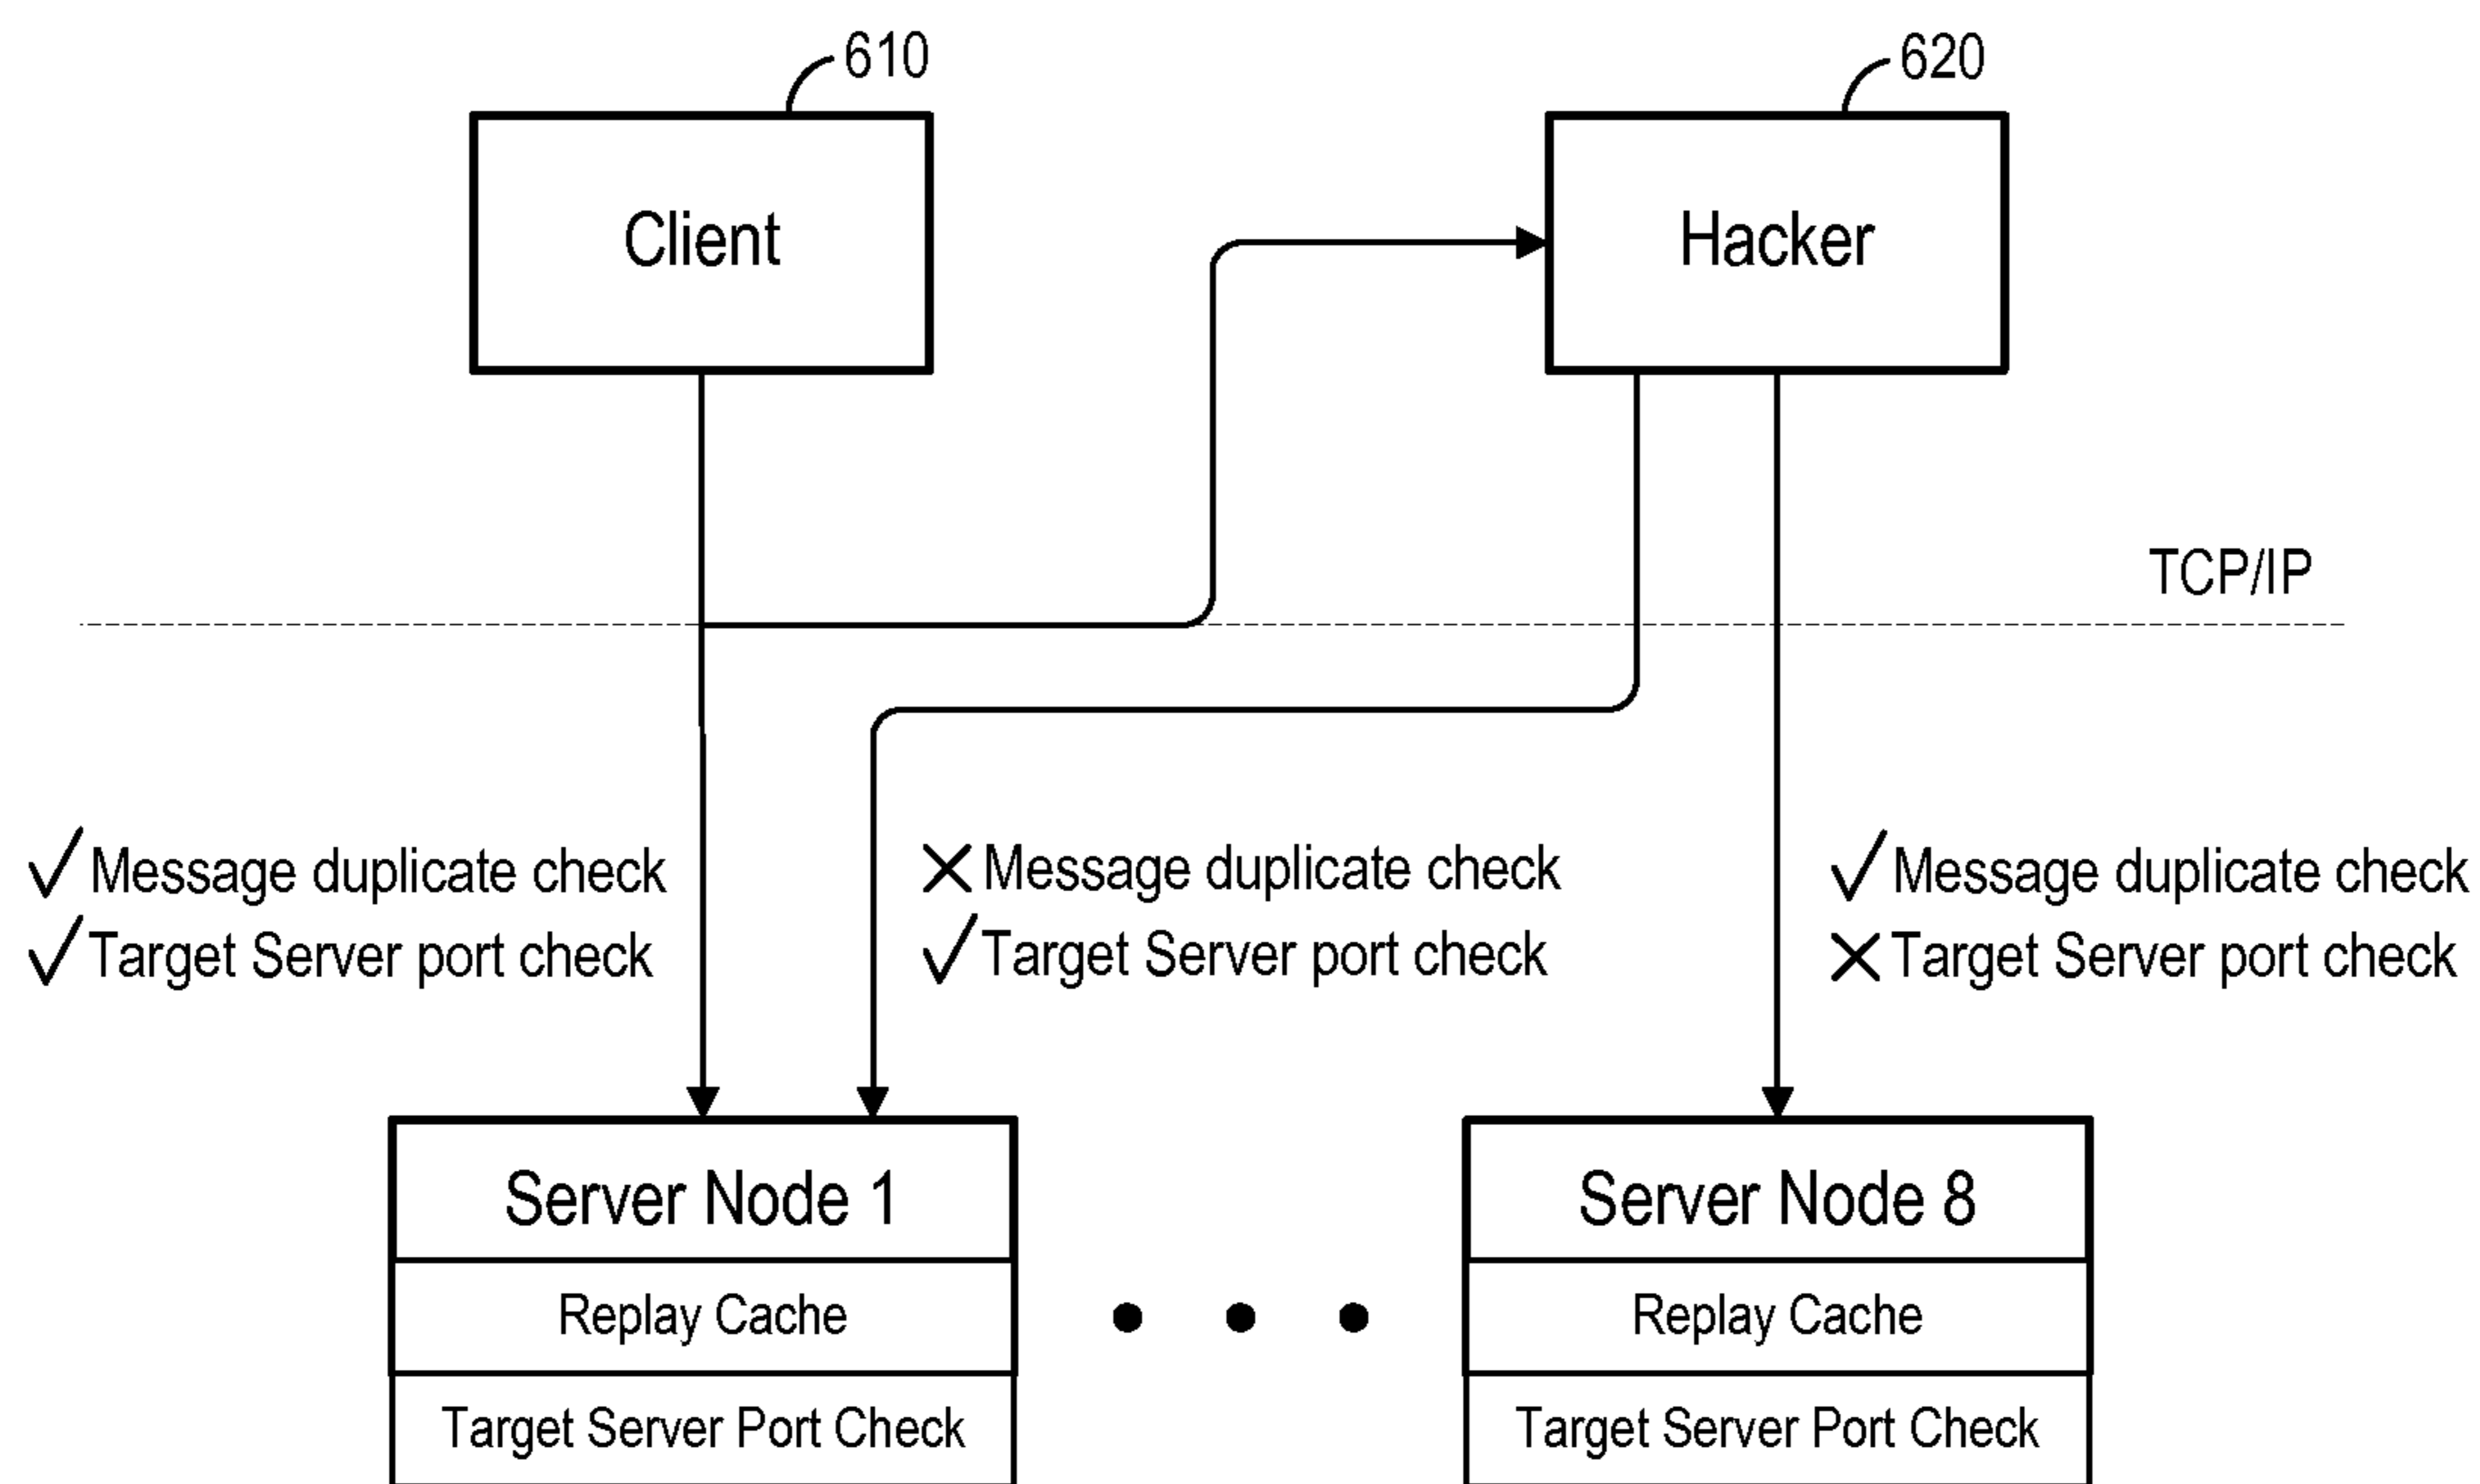 610
620
Client
Hacker
TCP/IP
✓ Message duplicate check
✓ Target Server port check
✕ Message duplicate check
✓ Target Server port check
✓ Message duplicate check
✕ Target Server port check
Server Node 1
Replay Cache
Target Server Port Check
Server Node 8
Replay Cache
Target Server Port Check